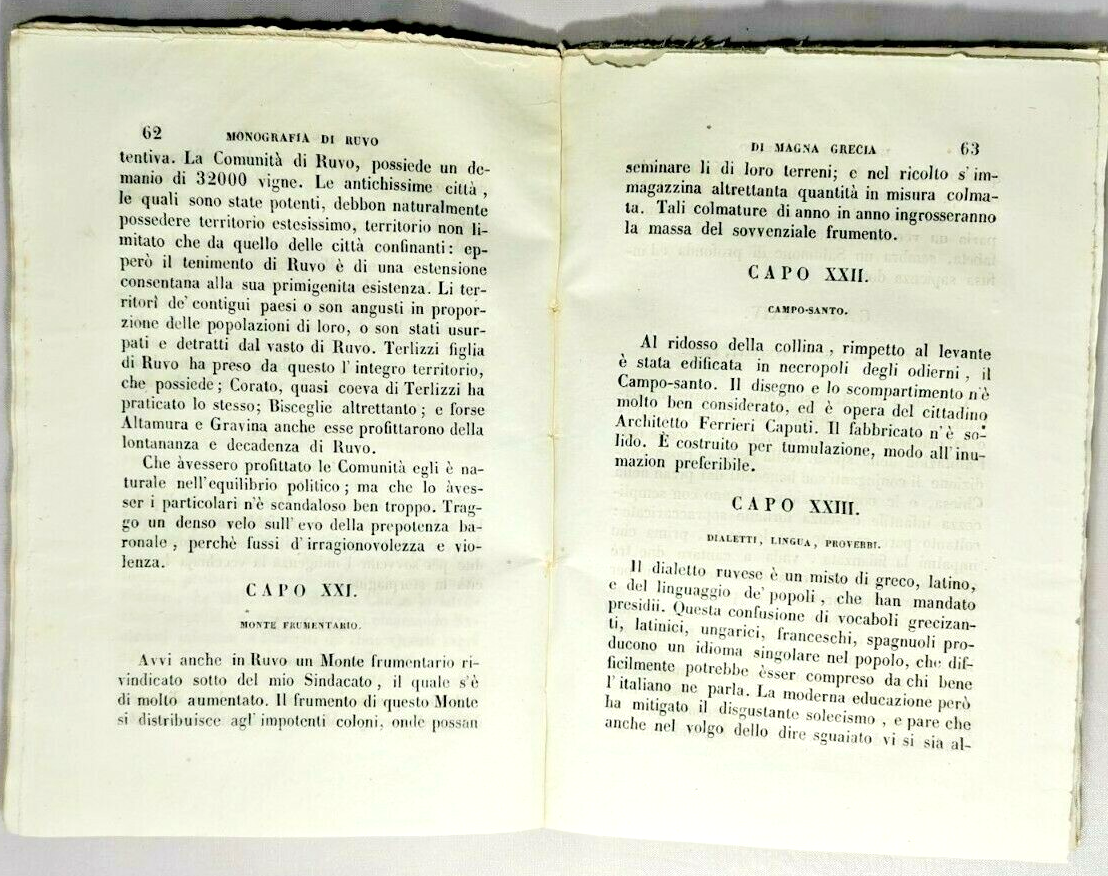 62 MONOGRAFIA DI RUVO
tentiva. La Comunità di Ruvo, possiede un de-
manio di 32000 vigne. Le antichissime città ,
le quali sono state potenti, debbon naturalmente
possedere territorio estesissimo, territorio non li-
mitato che da quello delle città confinanti : ep-
però il tenimento di Ruvo è di una estensione
consentana alla sua primigenita esistenza. Li ter-
ritorì de' contigui paesi o son angusti in propor-
zione delle popolazioni di loro, o son stati usur-
pati e detratti dal vasto di Ruvo. Terlizzi figlia
di Ruvo ha preso da questo l' integro territorio,
che possiede ; Corato, quasi coeva di Terlizzi ha
praticato lo stesso; Bisceglie altrettanto ; e forse
Altamura e Gravina anche esse profittarono della
lontananza e decadenza di Ruvo.
Che àvessero profittato le Comunità egli è na-
turale nell'equilibrio politico ; ma che lo àves-
ser i particolari n'è scandaloso ben troppo. Trag-
go un denso velo sull' evo della prepotenza ba-
ronale , perchè fussi d' irragionovolezza e vio-
lenza.
CAPO XXI.
MONTE FRUMENTARIO.
Avvi anche in Ruvo un Monte frumentario ri-
vindicato sotto del mio Sindacato , il quale s'è
di molto aumentato. Il frumento di questo Monte
si distribuisce agl' impotenti coloni, onde possan
DI MAGNA GRECIA 63
seminare li di loro terreni; e nel ricolto s' im-
magazzina altrettanta quantità in misura colma-
ta. Tali colmature di anno in anno ingrosseranno
la massa del sovvenziale frumento.
CAPO XXII.
CAMPO-SANTO.
Al ridosso della collina , rimpetto al levante
è stata edificata in necropoli degli odierni , il
Campo-santo. Il disegno e lo scompartimento n'è
molto ben considerato, ed è opera del cittadino
Architetto Ferrieri Caputi. Il fabbricato n'è so-
lido. È costruito per tumulazione, modo all' inu-
mazion preferibile.
CAPO XXIII.
DIALETTI, LINGUA, PROVERBI.
Il dialetto ruvese è un misto di greco, latino,
e del linguaggio de' popoli , che han mandato
presidii. Questa confusione di vocaboli grecizan-
ti, latinici, ungarici, franceschi, spagnuoli pro-
ducono un idioma singolare nel popolo, che dif-
ficilmente potrebbe èsser compreso da chi bene
l' italiano ne parla. La moderna educazione però
ha mitigato il disgustante solecismo , e pare che
anche nel volgo dello dire sguaiato vi si sia al-